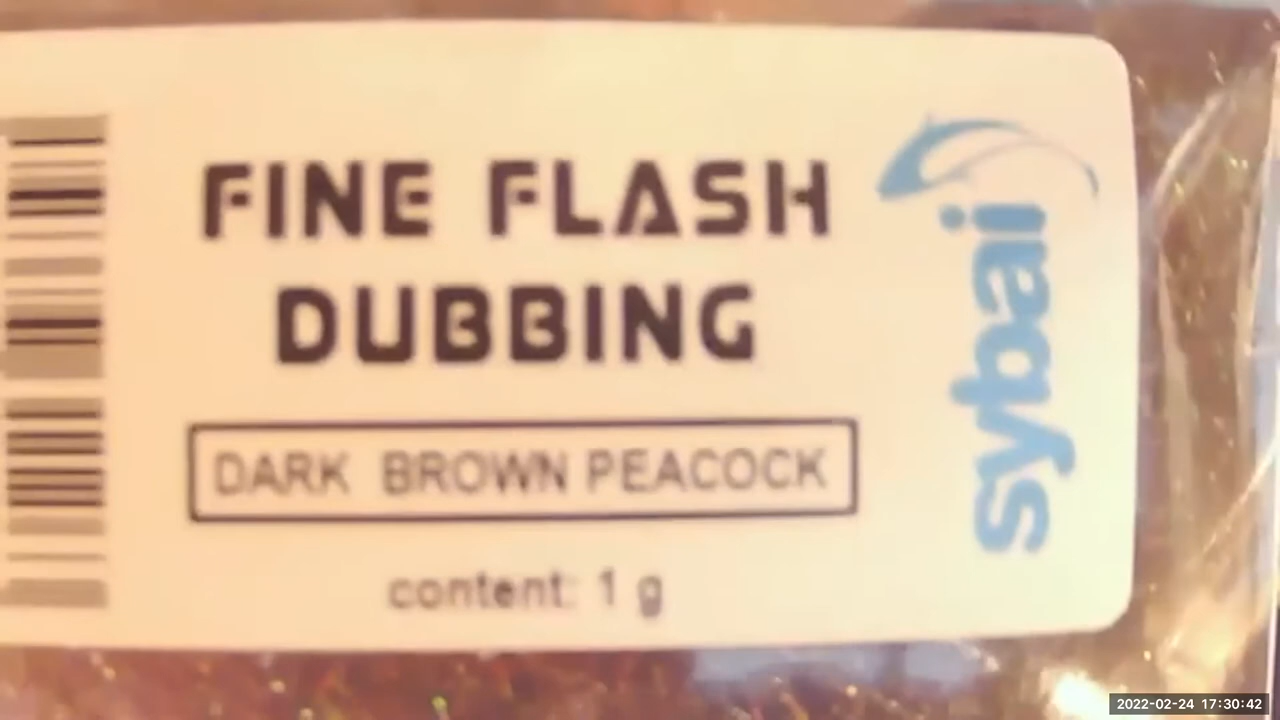 FINE FLASH
DUBBING
DARK BROWN PEACOCK
content: 1 g
sybai
2022-02-24 17:30:42